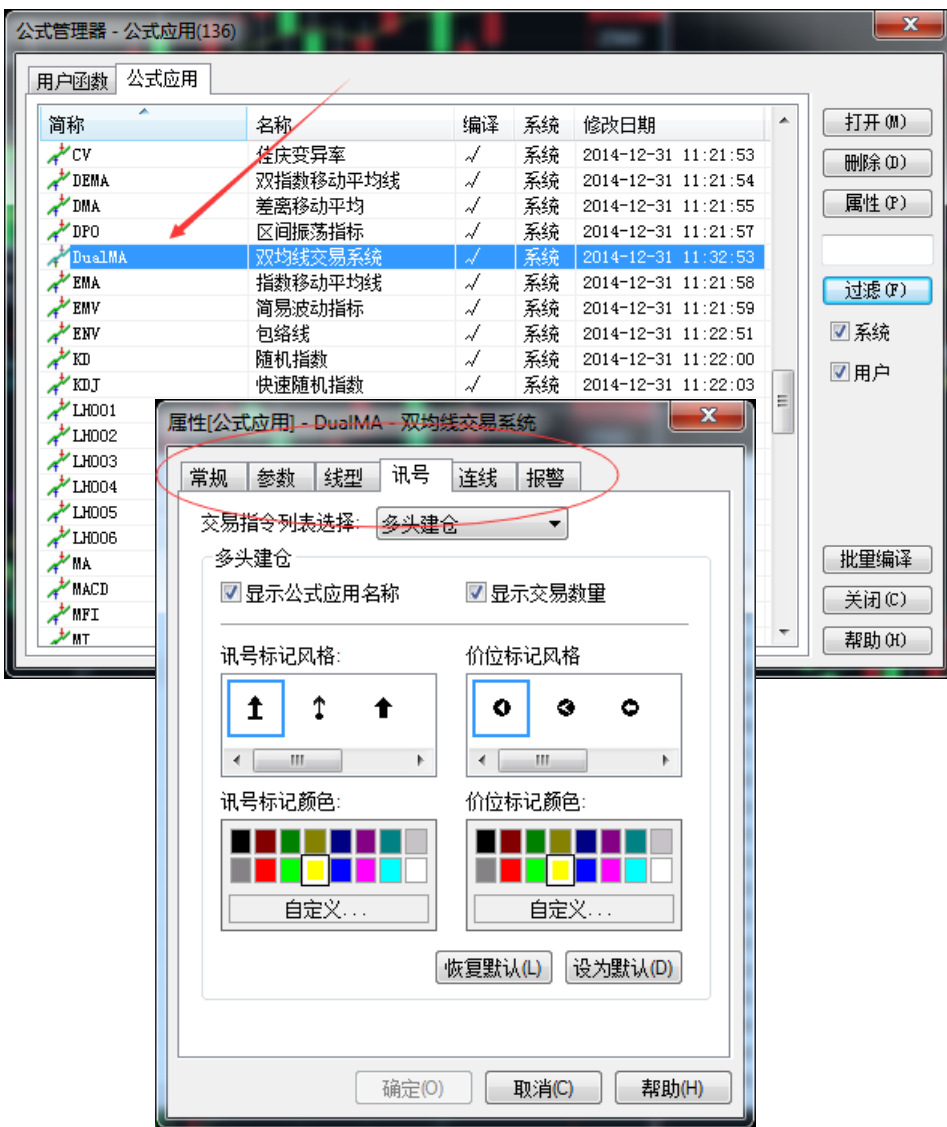 公式管理器 - 公式应用(136)
用户函数 公式应用
简称 名称 编译 系统 修改日期
CV 佳庆变异率 √ 系统 2014-12-31 11:21:53
DEMA 双指数移动平均线 √ 系统 2014-12-31 11:21:54
DMA 差离移动平均 √ 系统 2014-12-31 11:21:55
DPO 区间振荡指标 √ 系统 2014-12-31 11:21:57
DualMA 双均线交易系统 √ 系统 2014-12-31 11:32:53
EMA 指数移动平均线 √ 系统 2014-12-31 11:21:58
EMV 简易波动指标 √ 系统 2014-12-31 11:21:59
ENV 包络线 √ 系统 2014-12-31 11:22:51
KD 随机指数 √ 系统 2014-12-31 11:22:00
KDJ 快速随机指数 √ 系统 2014-12-31 11:22:03
LH001
LH002
LH003
LH004
LH005
LH006
MA
MACD
MFI
MT
打开(M)
删除(D)
属性(P)
过滤(F)
系统
用户
批里编译
关闭(C)
帮助(H)
属性[公式应用] - DualMA - 双均线交易系统
常规 参数 线型 讯号 连线 报警
交易指令列表选择: 多头建仓
多头建仓
显示公式应用名称 显示交易数量
讯号标记风格: 价位标记风格
讯号标记颜色: 价位标记颜色:
自定义... 自定义...
恢复默认(L) 设为默认(D)
确定(O) 取消(C) 帮助(H)